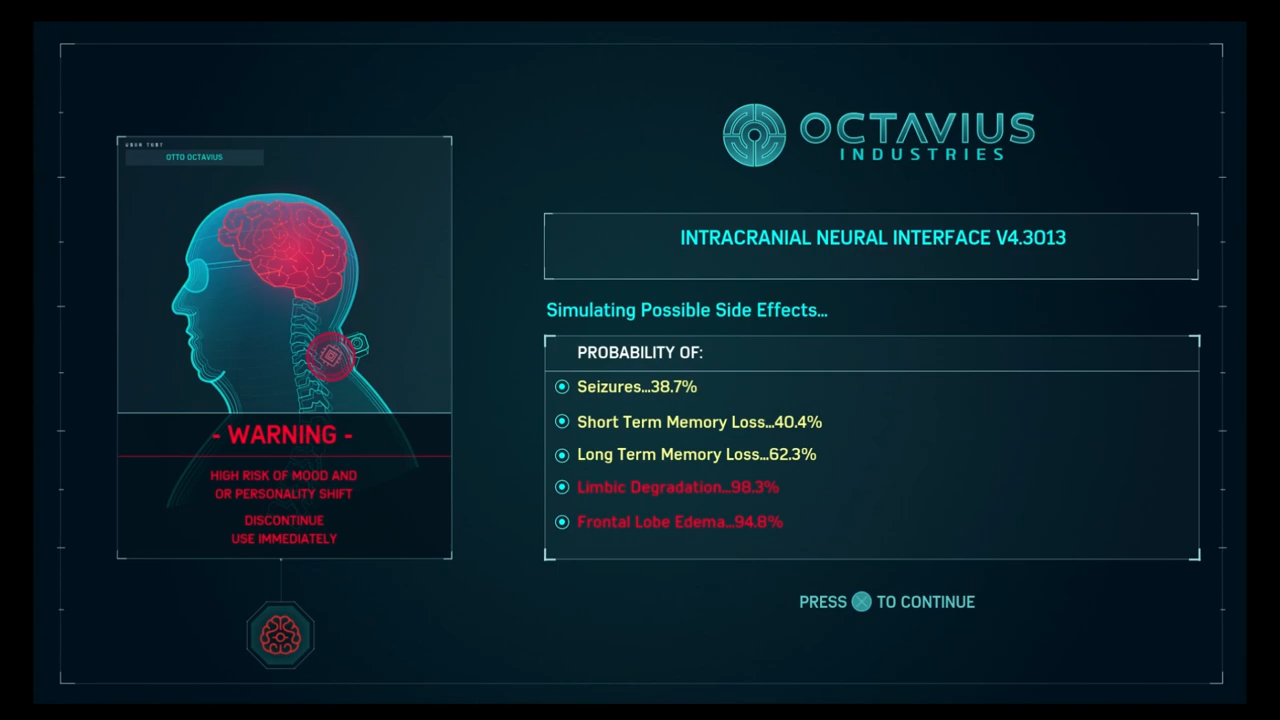 USER TEST
OTTO OCTAVIUS
- WARNING -
HIGH RISK OF MOOD AND
OR PERSONALITY SHIFT
DISCONTINUE
USE IMMEDIATELY
OCTAVIUS
INDUSTRIES
INTRACRANIAL NEURAL INTERFACE V4.3013
Simulating Possible Side Effects...
PROBABILITY OF:
Seizures...38.7%
Short Term Memory Loss...40.4%
Long Term Memory Loss...62.3%
Limbic Degradation...98.3%
Frontal Lobe Edema...94.8%
PRESS TO CONTINUE